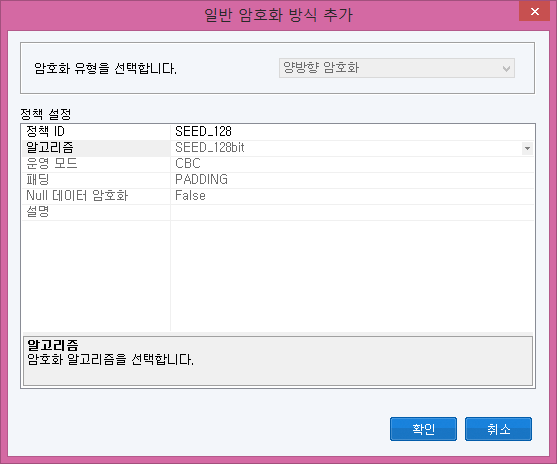 일반 암호화 방식 추가
암호화 유형을 선택합니다.
양방향 암호화
정책 설정
정책 ID SEED_128
알고리즘 SEED_128bit
운영 모드 CBC
패딩 PADDING
Null 데이터 암호화 False
설명
알고리즘
암호화 알고리즘을 선택합니다.
확인 취소